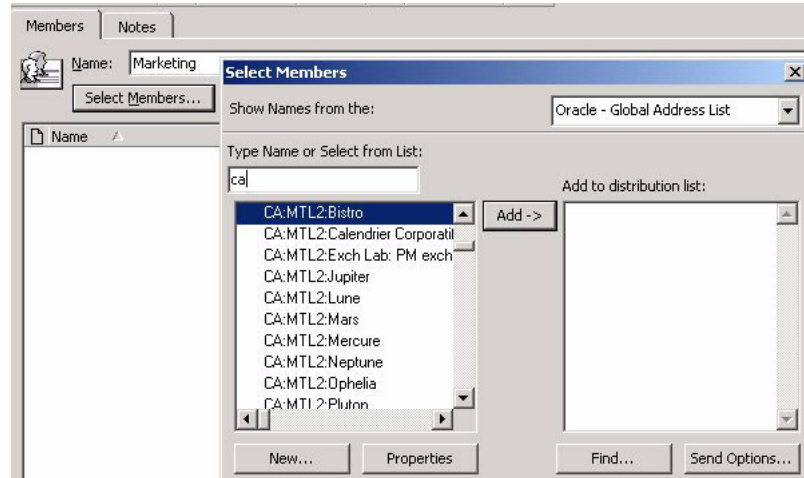 Members Notes
Name: Marketing
Select Members...
Name
Select Members
Show Names from the: Oracle - Global Address List
Type Name or Select from List:
ca
Add to distribution list:
Add ->
CA:MTL2:Bistro
CA:MTL2:Calendrier Corporatif
CA:MTL2:Exch Lab: PM exch
CA:MTL2:Jupiter
CA:MTL2:Lune
CA:MTL2:Mars
CA:MTL2:Mercure
CA:MTL2:Neptune
CA:MTL2:Ophelia
CA:MTL2:Pluton
New... Properties Find... Send Options...